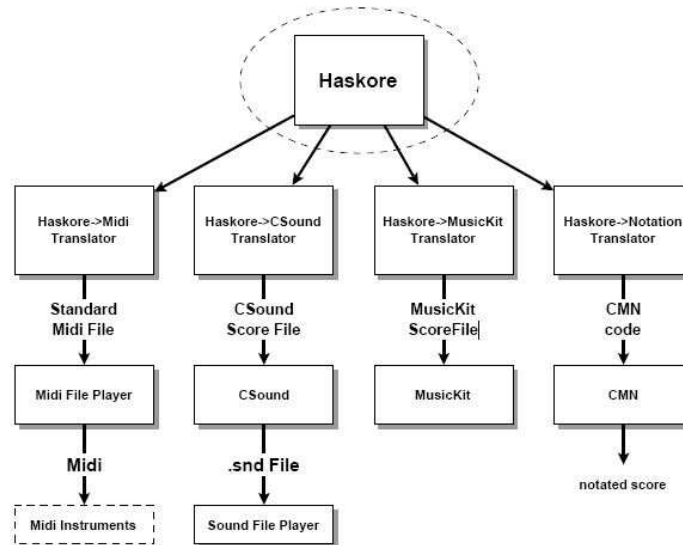 Haskore
Haskore->Midi
Translator
Haskore->CSound
Translator
Haskore->MusicKit
Translator
Haskore->Notation
Translator
Standard
Midi File
CSound
Score File
MusicKit
ScoreFile
CMN
code
Midi File Player
CSound
MusicKit
CMN
Midi
.snd File
notated score
Midi Instruments
Sound File Player